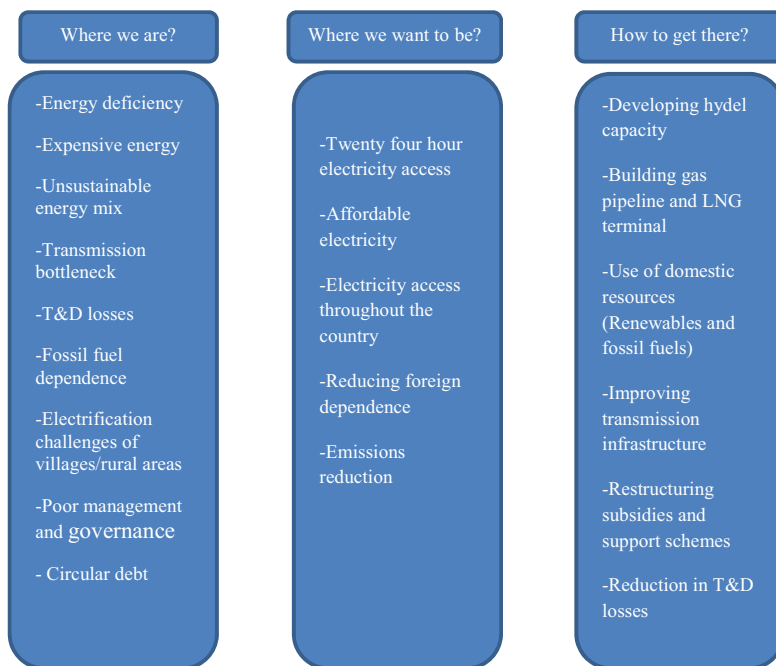 Where we are?
-Energy deficiency
-Expensive energy
-Unsustainable
energy mix
-Transmission
bottleneck
-T&D losses
-Fossil fuel
dependence
-Electrification
challenges of
villages/rural areas
-Poor management
and governance
- Circular debt
Where we want to be?
-Twenty four hour
electricity access
-Affordable
electricity
-Electricity access
throughout the
country
-Reducing foreign
dependence
-Emissions
reduction
How to get there?
-Developing hydel
capacity
-Building gas
pipeline and LNG
terminal
-Use of domestic
resources
(Renewables and
fossil fuels)
-Improving
transmission
infrastructure
-Restructuring
subsidies and
support schemes
-Reduction in T&D
losses